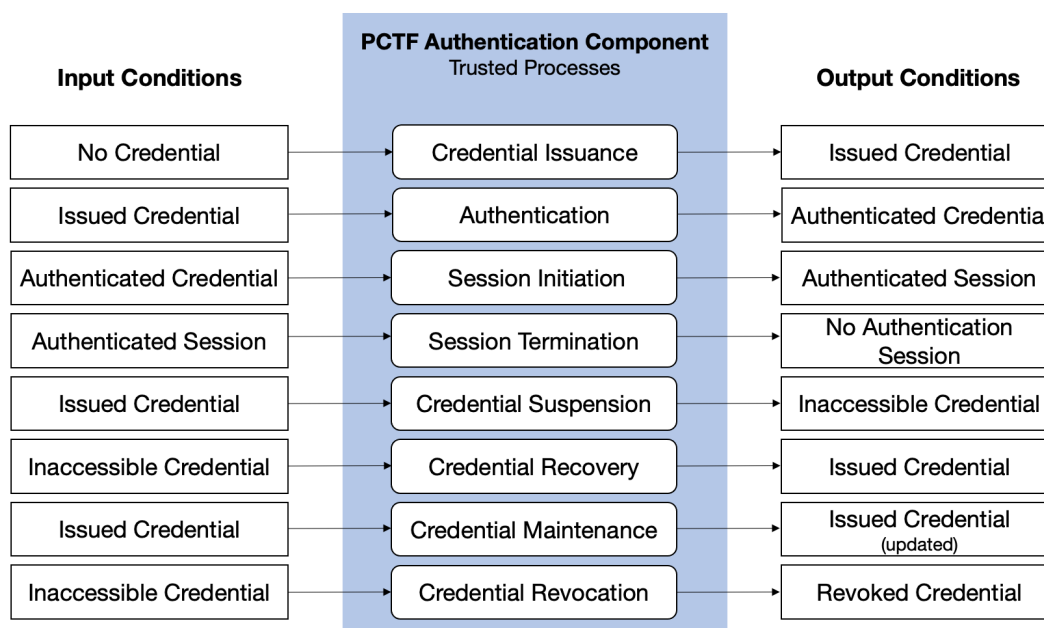 PCTF Authentication Component
Trusted Processes
Input Conditions
Output Conditions
No Credential
Credential Issuance
Issued Credential
Issued Credential
Authentication
Authenticated Credential
Authenticated Credential
Session Initiation
Authenticated Session
Authenticated Session
Session Termination
No Authentication
Session
Issued Credential
Credential Suspension
Inaccessible Credential
Inaccessible Credential
Credential Recovery
Issued Credential
Issued Credential
Credential Maintenance
Issued Credential
(updated)
Inaccessible Credential
Credential Revocation
Revoked Credential